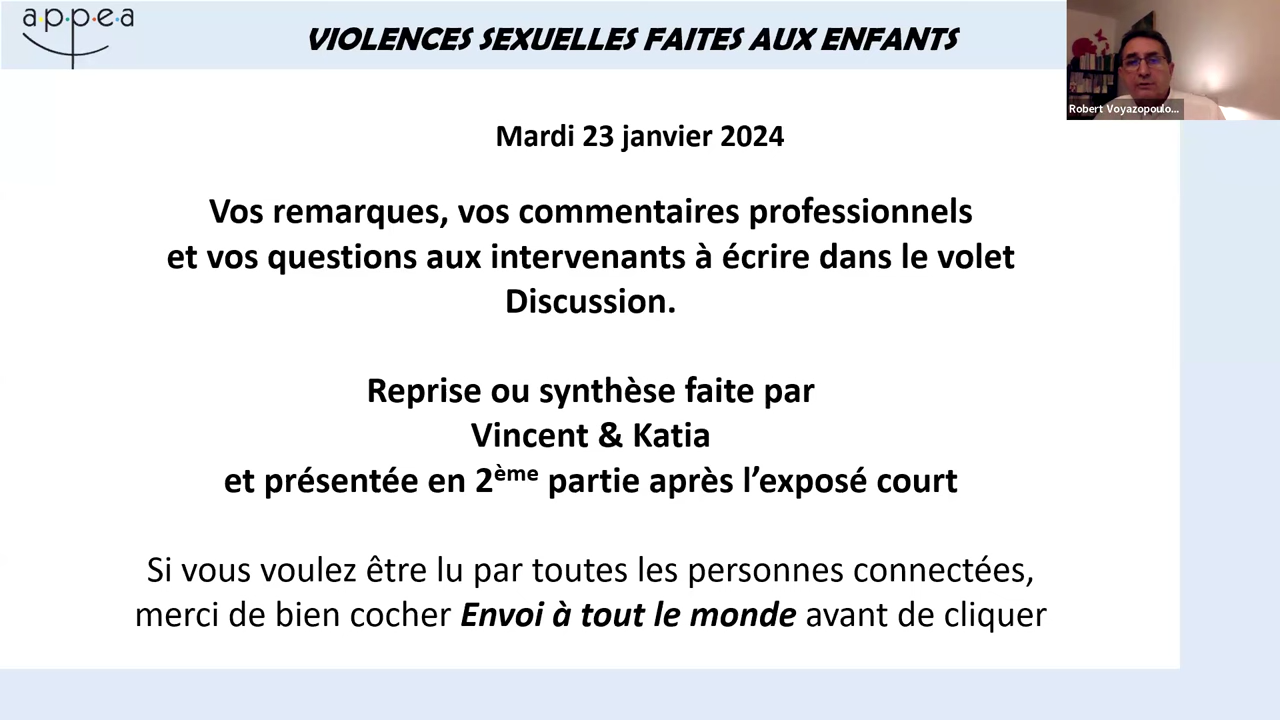 a·p·p·e·a
VIOLENCES SEXUELLES FAITES AUX ENFANTS
Robert Voyazopoulo...
Mardi 23 janvier 2024
Vos remarques, vos commentaires professionnels
et vos questions aux intervenants à écrire dans le volet
Discussion.
Reprise ou synthèse faite par
Vincent & Katia
et présentée en 2ème partie après l’exposé court
Si vous voulez être lu par toutes les personnes connectées,
merci de bien cocher Envoi à tout le monde avant de cliquer